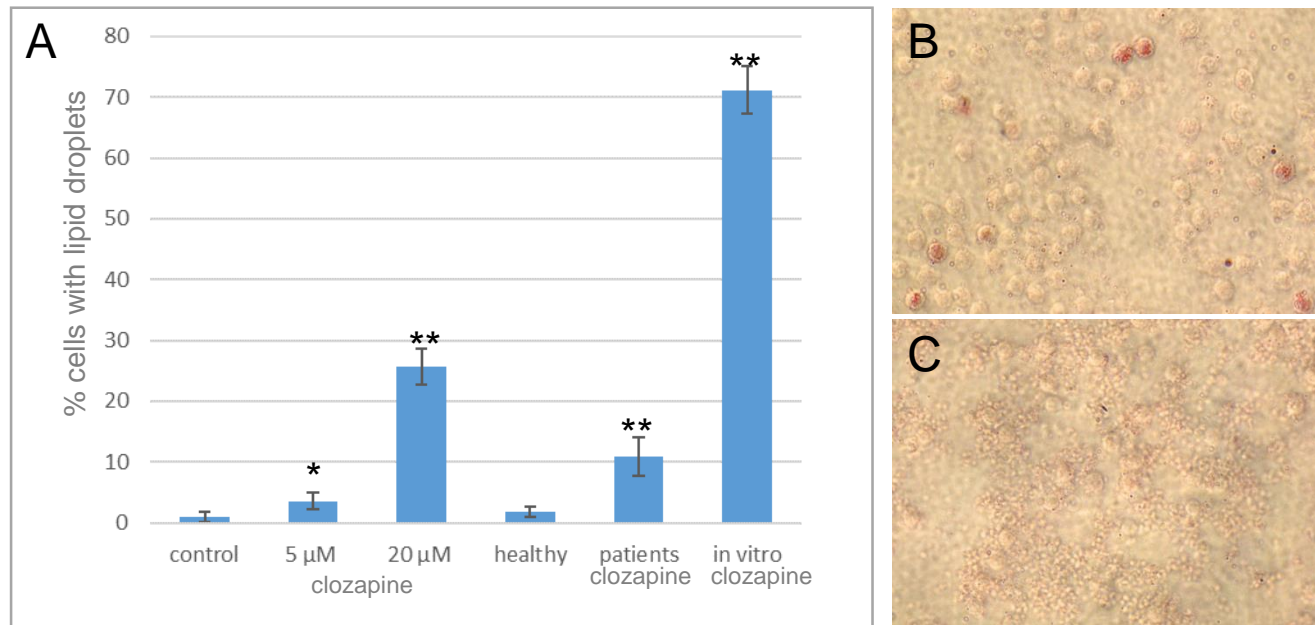 A
80
70
60
50
40
30
20
10
0
% cells with lipid droplets
*
**
**
**
control 5 µM 20 µM healthy patients in vitro
clozapine clozapine clozapine
B
C